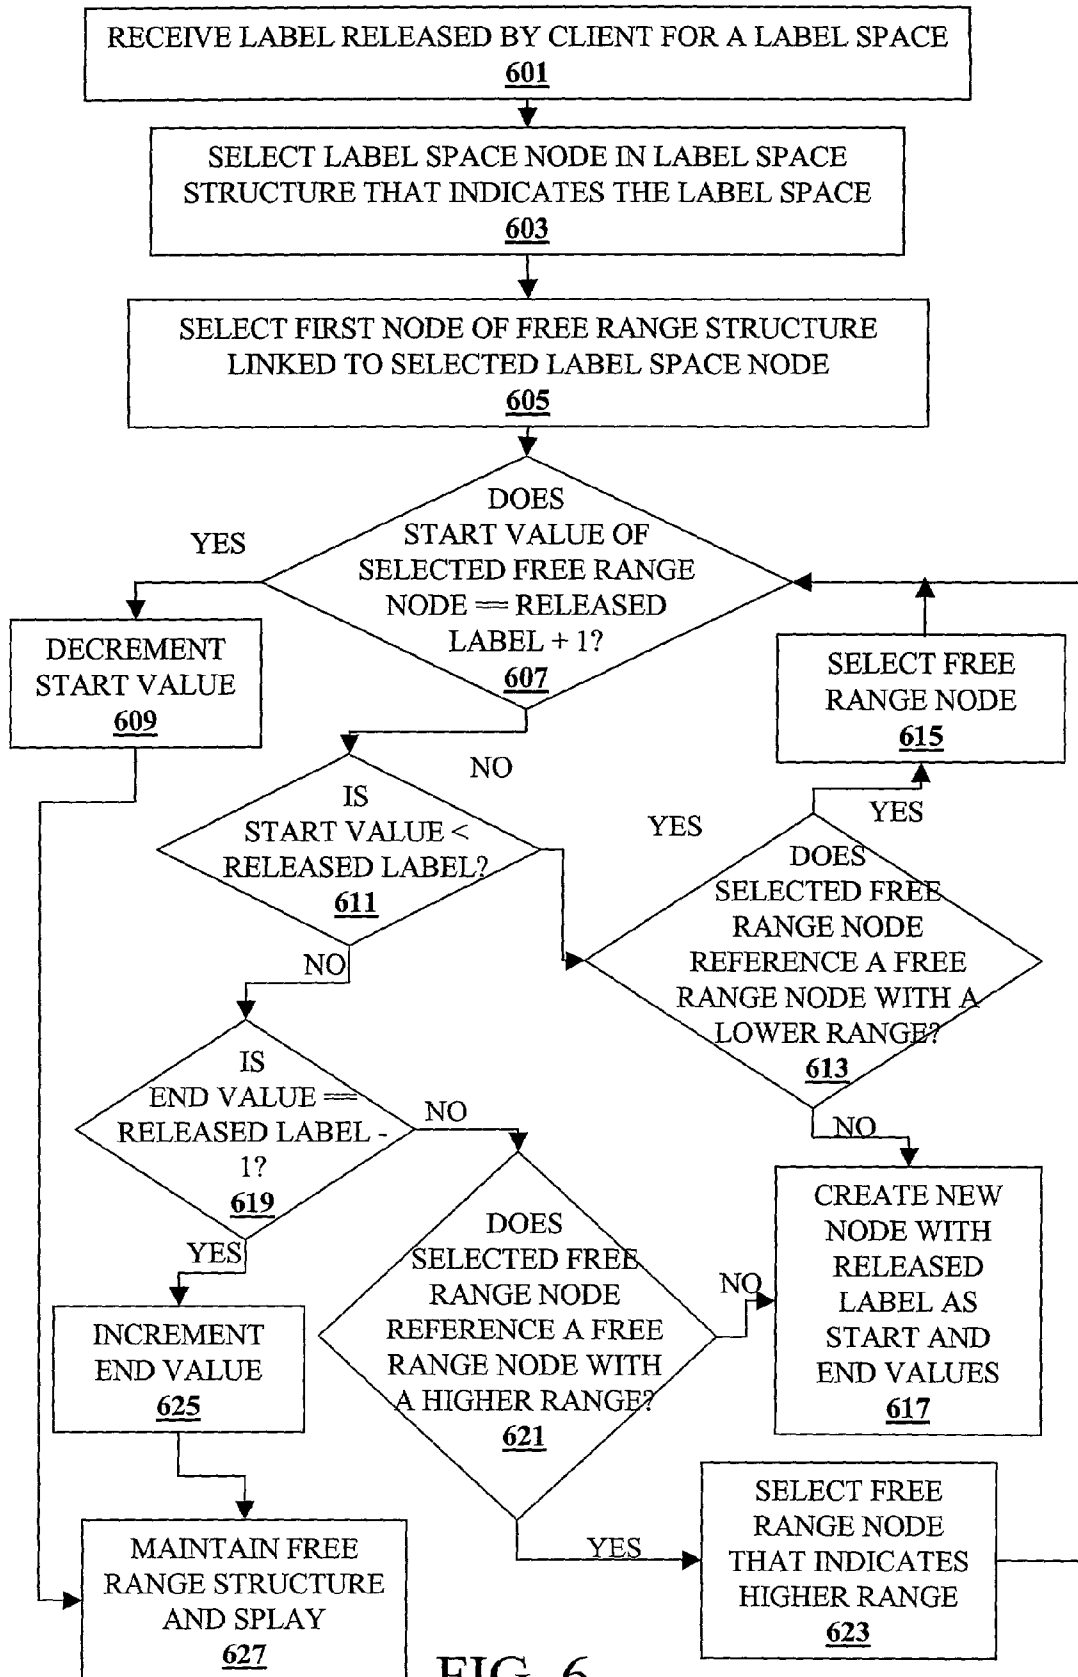 RECEIVE LABEL RELEASED BY CLIENT FOR A LABEL SPACE
601
SELECT LABEL SPACE NODE IN LABEL SPACE
STRUCTURE THAT INDICATES THE LABEL SPACE
603
SELECT FIRST NODE OF FREE RANGE STRUCTURE
LINKED TO SELECTED LABEL SPACE NODE
605
DOES
START VALUE OF
SELECTED FREE RANGE
NODE == RELEASED
LABEL + 1?
607
YES
DECREMENT
START VALUE
609
NO
SELECT FREE
RANGE NODE
615
IS
START VALUE <
RELEASED LABEL?
611
YES
YES
DOES
SELECTED FREE
RANGE NODE
REFERENCE A FREE
RANGE NODE WITH A
LOWER RANGE?
613
NO
NO
IS
END VALUE ==
RELEASED LABEL -
1?
619
NO
YES
DOES
SELECTED FREE
RANGE NODE
REFERENCE A FREE
RANGE NODE WITH
A HIGHER RANGE?
621
NO
CREATE NEW
NODE WITH
RELEASED
LABEL AS
START AND
END VALUES
617
INCREMENT
END VALUE
625
YES
SELECT FREE
RANGE NODE
THAT INDICATES
HIGHER RANGE
623
MAINTAIN FREE
RANGE STRUCTURE
AND SPLAY
627
FIG. 6